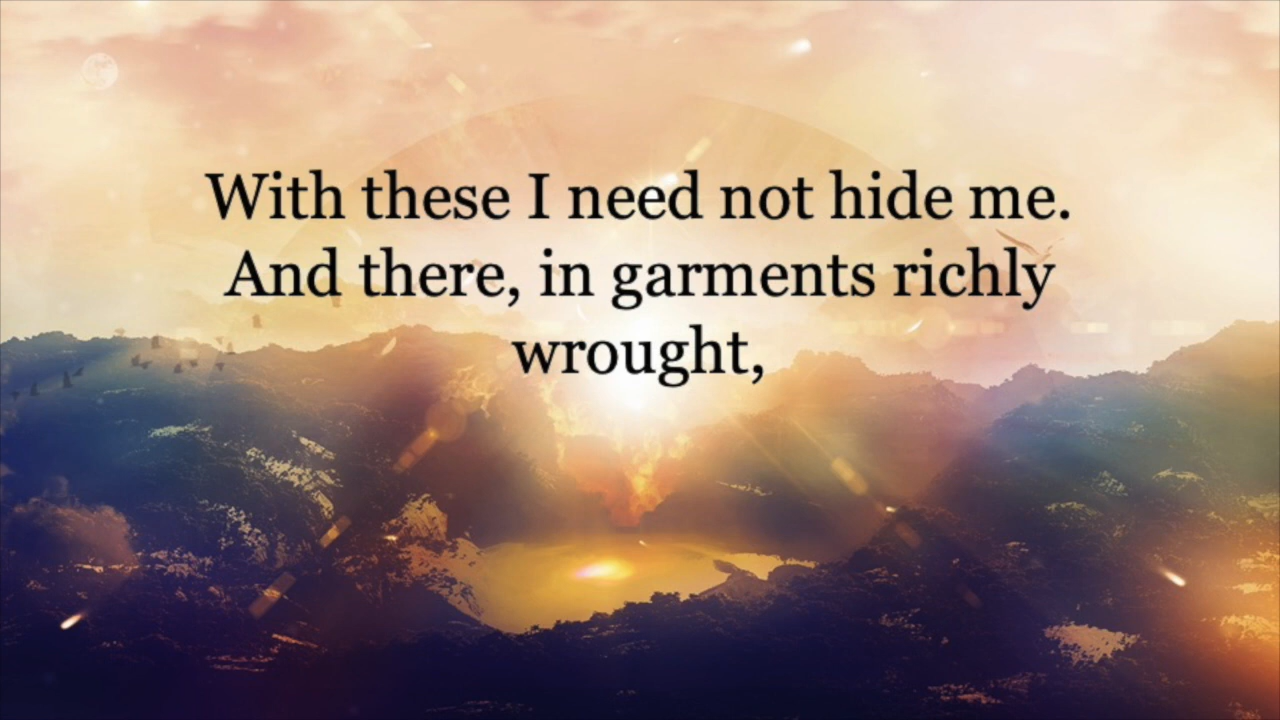 With these I need not hide me.
And there, in garments richly
wrought,